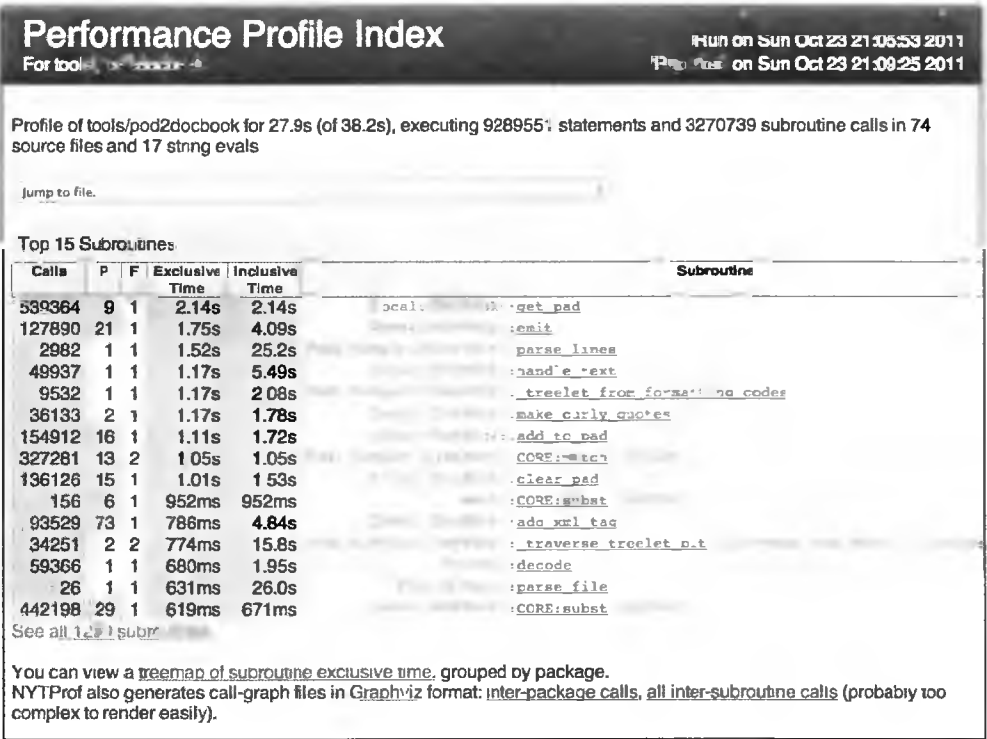 Performance Profile Index
For tool
Run on Sun Oct 23 21:05:53 2011
on Sun Oct 23 21:09:25 2011
Profile of tools/pod2docbook for 27.9s (of 38.2s), executing 928955 statements and 3270739 subroutine calls in 74
source files and 17 string evals
Jump to file.
Top 15 Subroutines
Calls P F Exclusive Time Inclusive Time Subroutine
539364 9 1 2.14s 2.14s get_pad
127890 21 1 1.75s 4.09s :emit
2982 1 1 1.52s 25.2s parse_lines
49937 1 1 1.17s 5.49s :handle_text
9532 1 1 1.17s 2 08s _treelet_from_formatting_codes
36133 2 1 1.17s 1.78s make_curly_quotes
154912 16 1 1.11s 1.72s add_to_pad
327281 13 2 1 05s 1.05s CORE:match
136126 15 1 1.01s 1 53s clear_pad
156 6 1 952ms 952ms :CORE:subst
93529 73 1 786ms 4.84s add_xml_tag
34251 2 2 774ms 15.8s :_traverse_treelet_bit
59366 1 1 680ms 1.95s :decode
26 1 1 631ms 26.0s :parse_file
442198 29 1 619ms 671ms :CORE:subst
See all
You can view a treemap of subroutine exclusive time, grouped by package.
NYTProf also generates call-graph files in Graphviz format: inter-package calls, all inter-subroutine calls (probably too
complex to render easily).